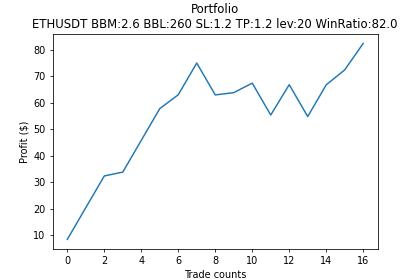 Portfolio
ETHUSDT BBM:2.6 BBL:260 SL:1.2 TP:1.2 lev:20 WinRatio:82.0
80
70
60
50
40
30
20
10
Profit ($)
0 2 4 6 8 10 12 14 16
Trade counts